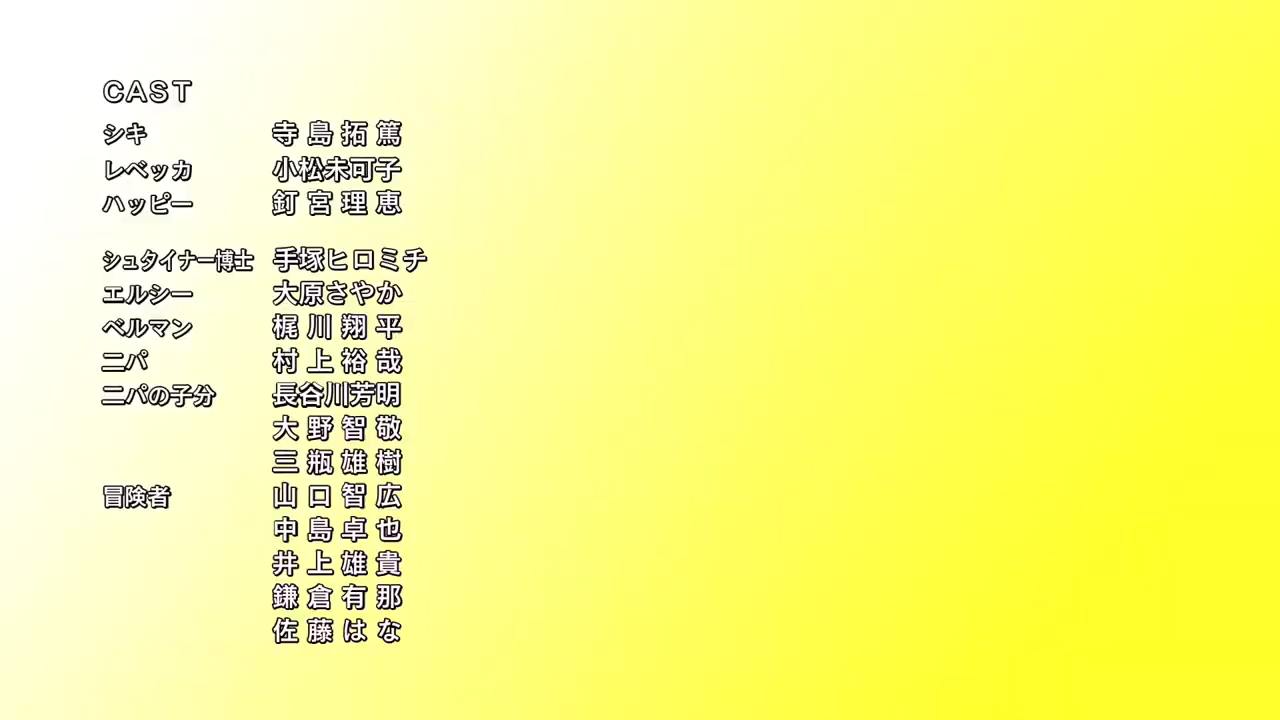 CAST
シキ 寺島拓篤
レベッカ 小松未可子
ハッピー 釘宮理恵
シュタイナー博士 手塚ヒロミチ
エルシー 大原さやか
ベルマン 梶川翔平
ニパ 村上裕哉
ニパの子分 長谷川芳明
大野智敬
三瓶雄樹
冒険者 山口智広
中島卓也
井上雄貴
鎌倉有那
佐藤はな